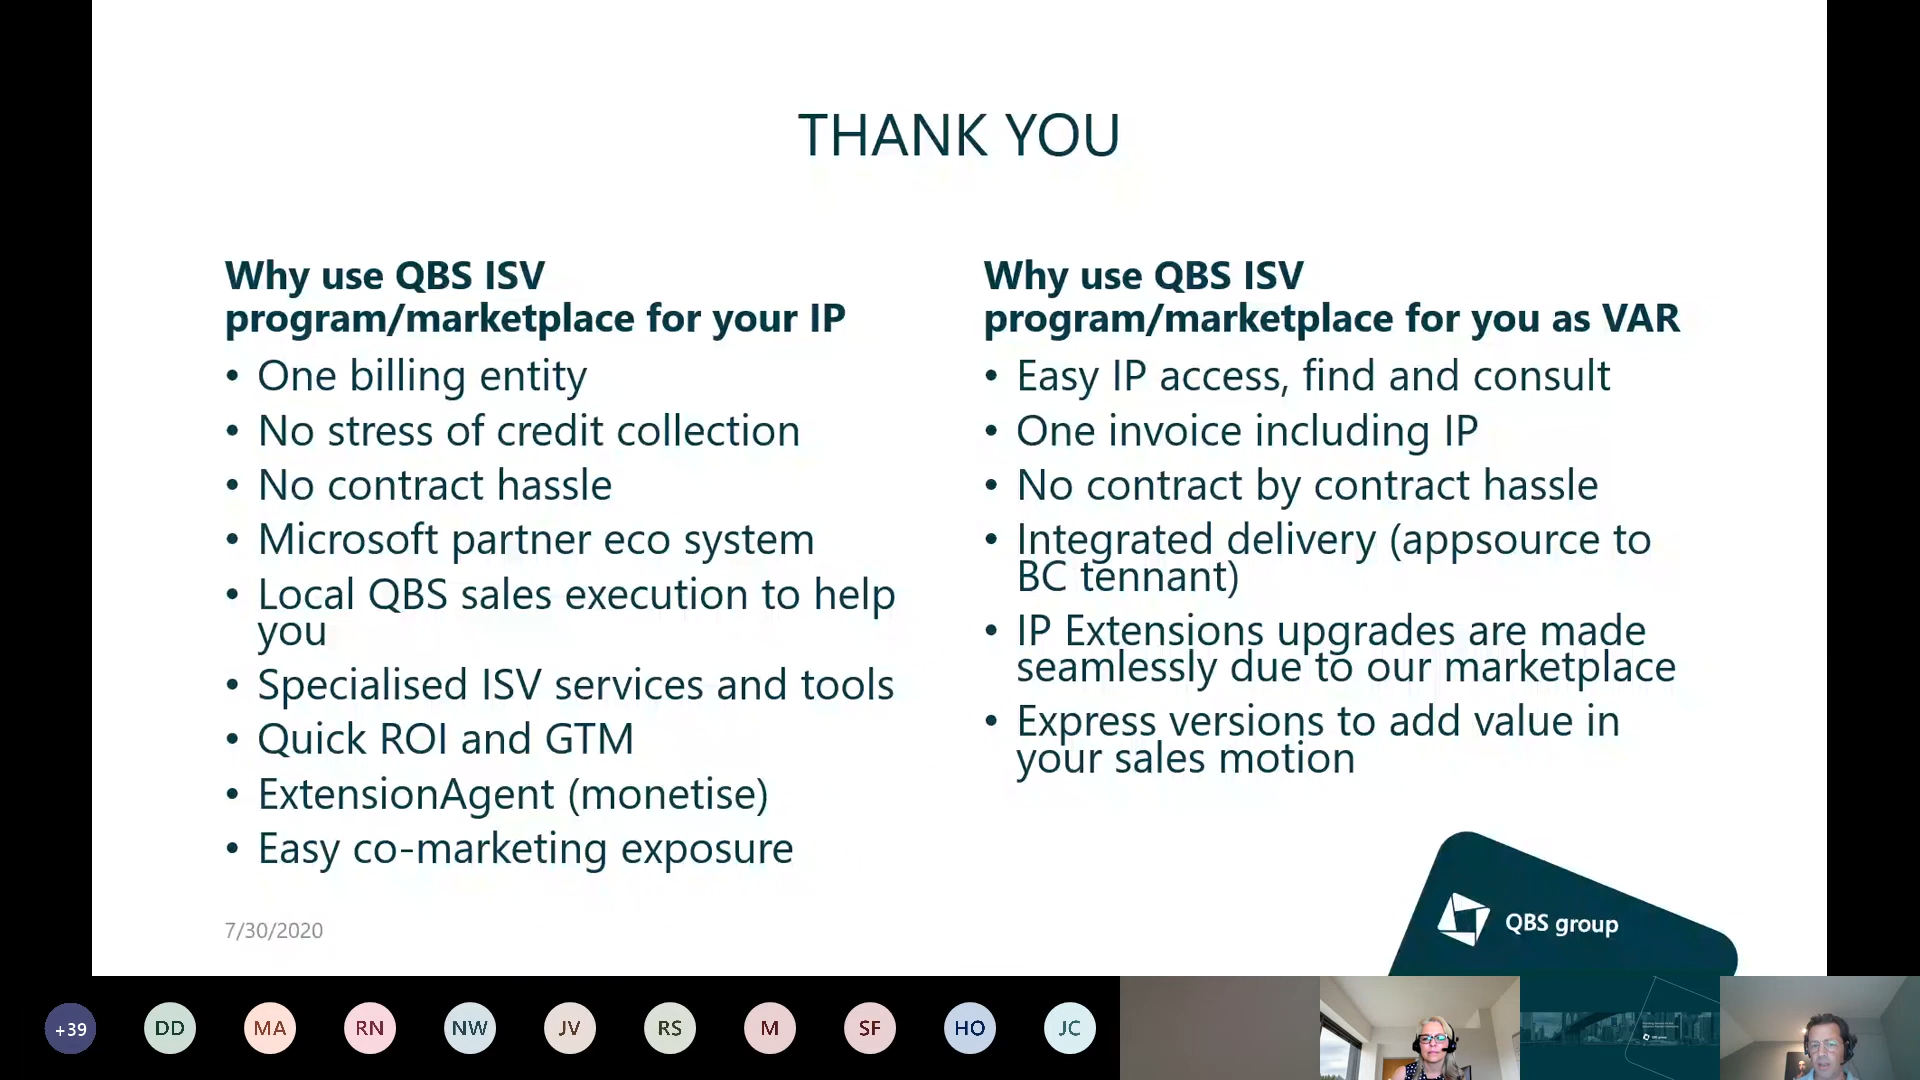 THANK YOU
Why use QBS ISV
program/marketplace for your IP
• One billing entity
• No stress of credit collection
• No contract hassle
• Microsoft partner eco system
• Local QBS sales execution to help
you
• Specialised ISV services and tools
• Quick ROI and GTM
• ExtensionAgent (monetise)
• Easy co-marketing exposure
Why use QBS ISV
program/marketplace for you as VAR
• Easy IP access, find and consult
• One invoice including IP
• No contract by contract hassle
• Integrated delivery (appsource to
BC tennant)
• IP Extensions upgrades are made
seamlessly due to our marketplace
• Express versions to add value in
your sales motion
7/30/2020
QBS group
+39
DD
MA
RN
NW
JV
RS
M
SF
HO
JC